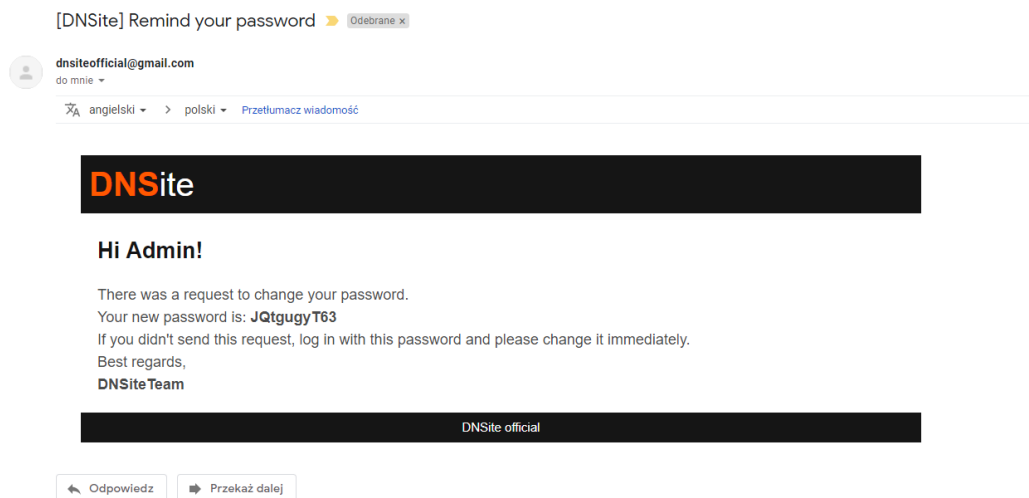 [DNSite] Remind your password Odebrane x
dnsiteofficial@gmail.com
do mnie
angielski > polski Przetłumacz wiadomość
DNSite
Hi Admin!
There was a request to change your password.
Your new password is: JQtgugyT63
If you didn't send this request, log in with this password and please change it immediately.
Best regards,
DNSiteTeam
DNSite official
Odpowiedz Przekaż dalej